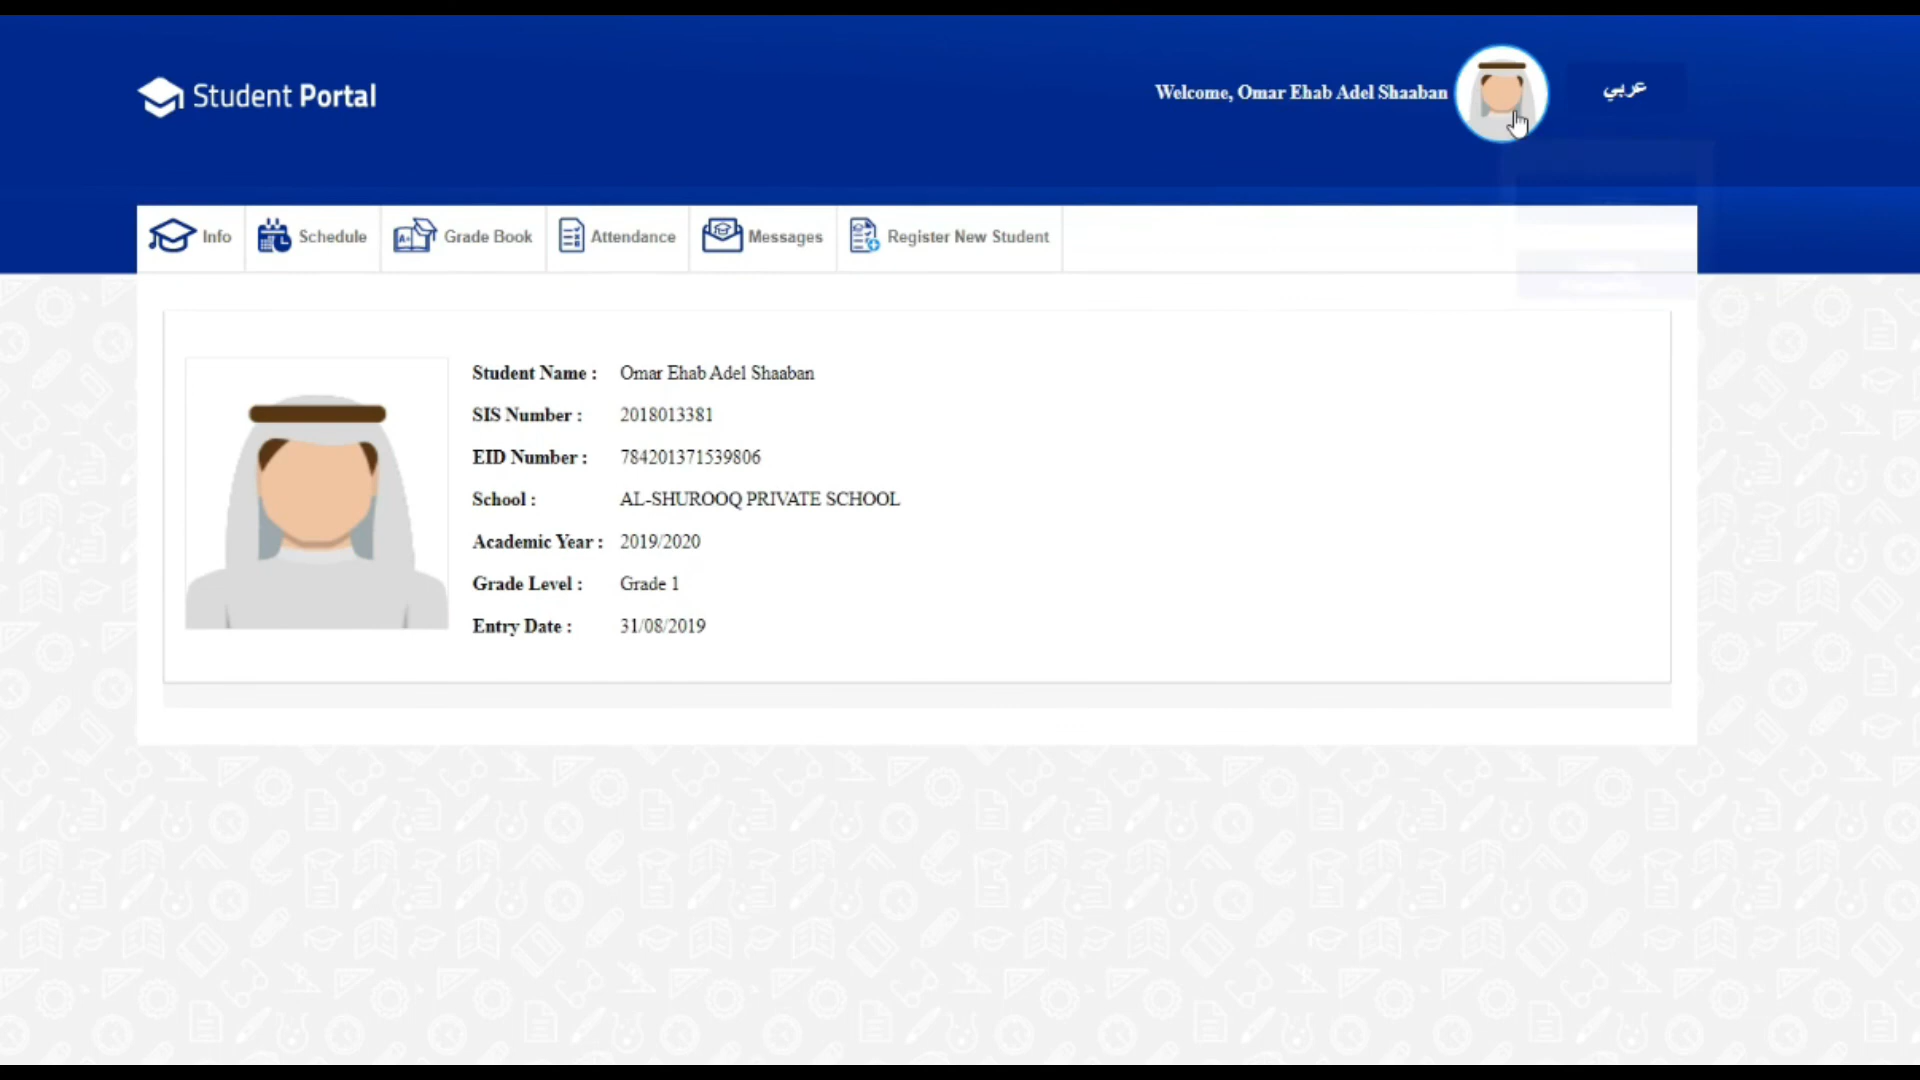 Student Portal
Welcome, Omar Ehab Adel Shaaban
عربي
Info
Schedule
Grade Book
Attendance
Messages
Register New Student
Student Name : Omar Ehab Adel Shaaban
SIS Number : 2018013381
EID Number : 784201371539806
School : AL-SHUROOQ PRIVATE SCHOOL
Academic Year : 2019/2020
Grade Level : Grade 1
Entry Date : 31/08/2019